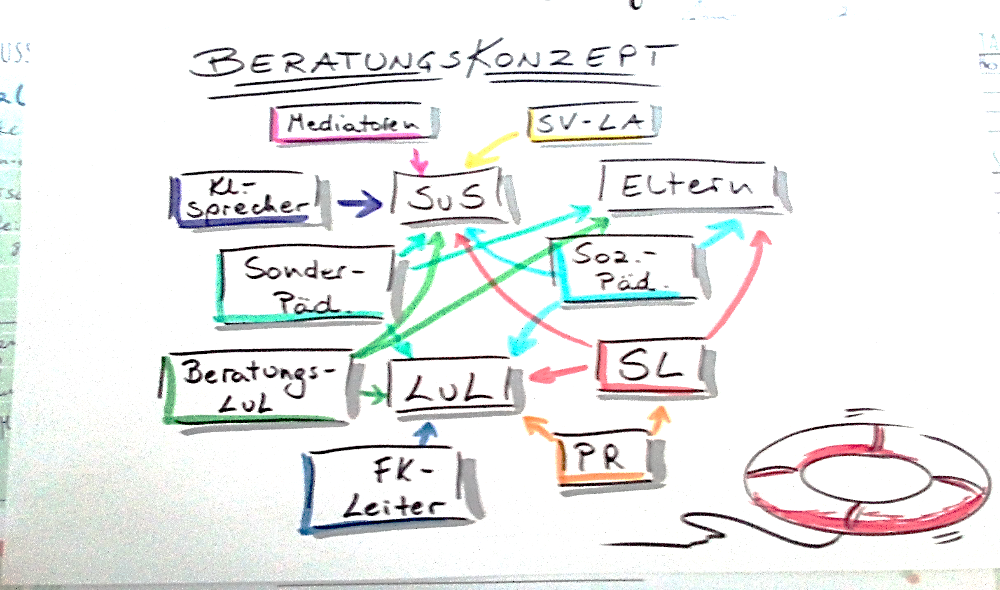 BERATUNGSKONZEPT
Mediatoren
SV-LA
Kl.-
sprecher
SuS
ELtern
Sonder-
Päd.
Soz.-
Päd.
Beratungs-
LuL
LuL
SL
FK-
Leiter
PR